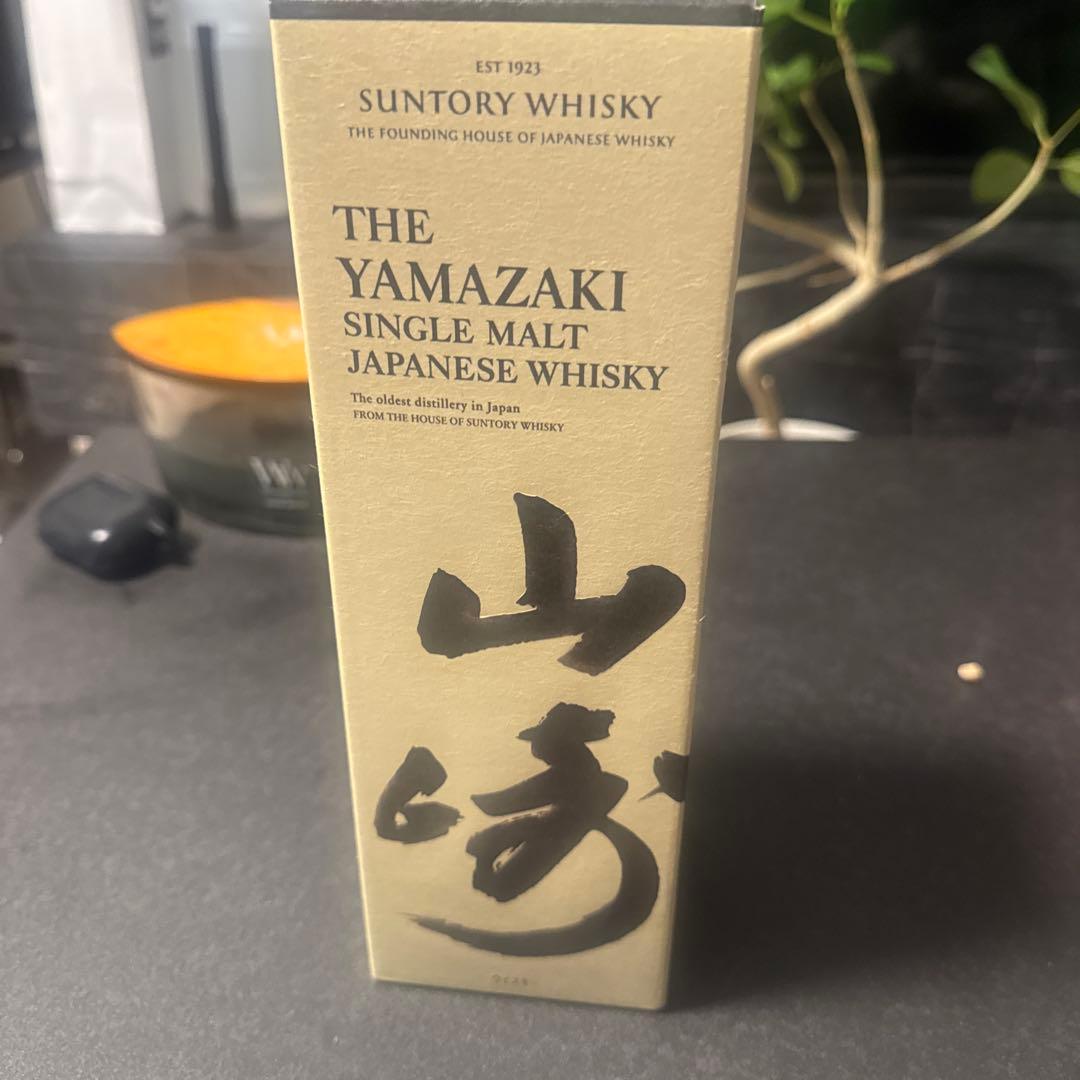 EST 1923
SUNTORY WHISKY
THE FOUNDING HOUSE OF JAPANESE WHISKY
THE
YAMAZAKI
SINGLE MALT
JAPANESE WHISKY
The oldest distillery in Japan
FROM THE HOUSE OF SUNTORY WHISKY
山
崎